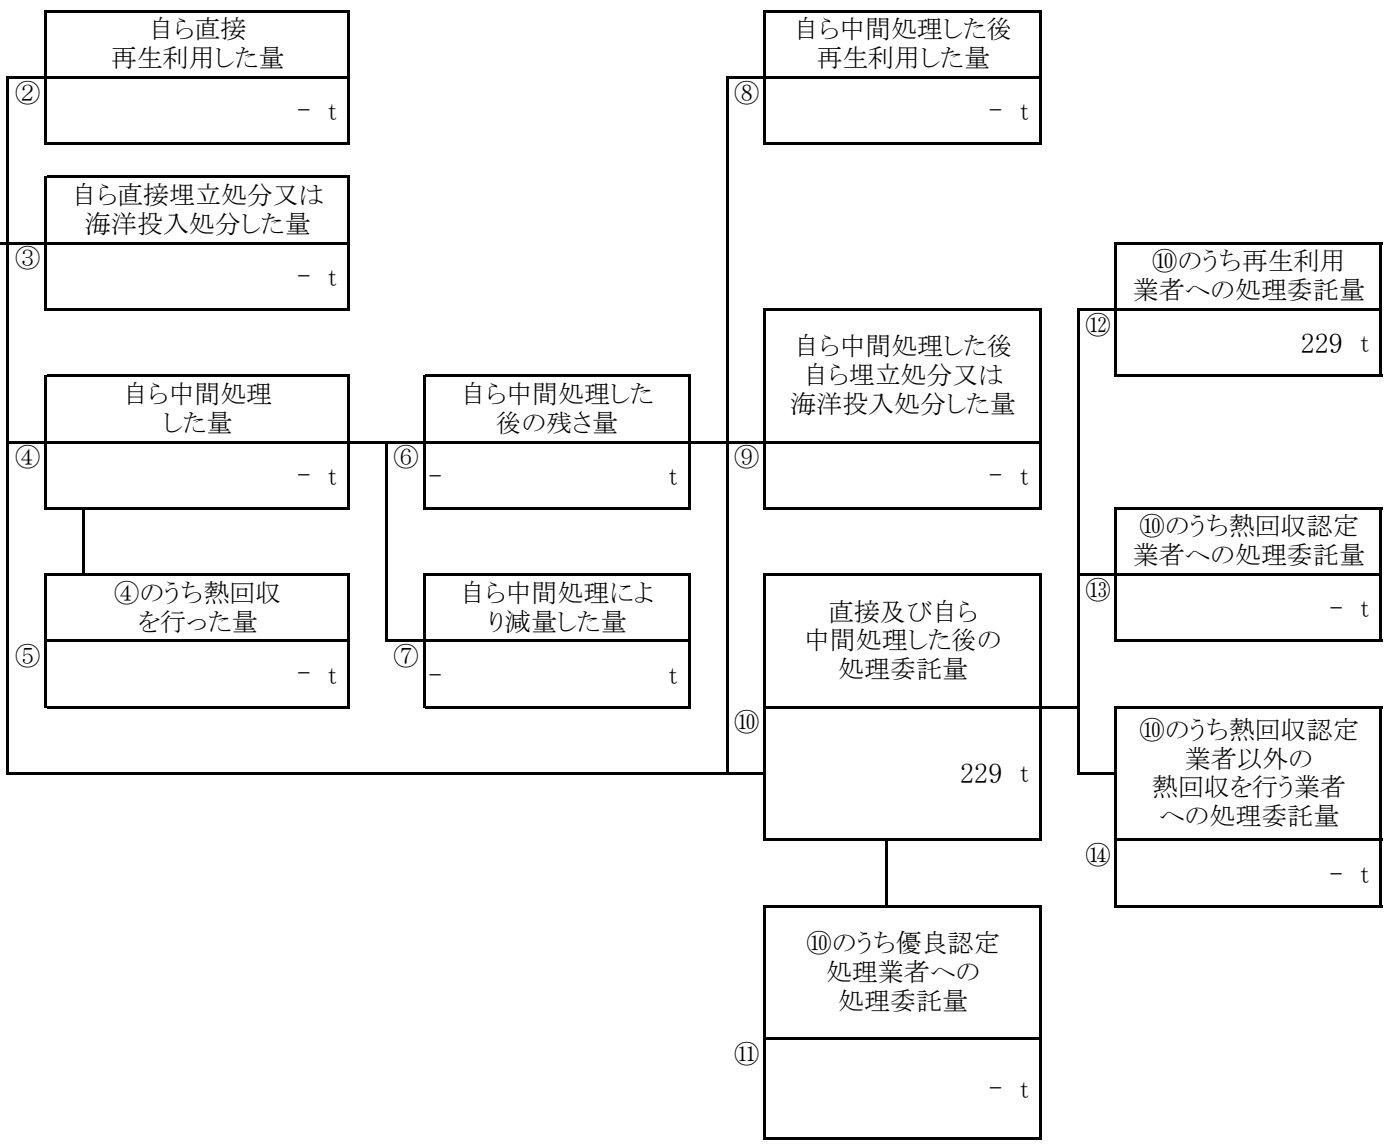 自ら直接
再生利用した量
②
− t
自ら直接埋立処分又は
海洋投入処分した量
③
− t
自ら中間処理
した量
④
− t
④のうち熱回収
を行った量
⑤
− t
自ら中間処理した
後の残さ量
⑥
− t
自ら中間処理によ
り減量した量
⑦
− t
自ら中間処理した後
再生利用した量
⑧
− t
自ら中間処理した後
自ら埋立処分又は
海洋投入処分した量
⑨
− t
直接及び自ら
中間処理した後の
処理委託量
⑩
229 t
⑩のうち優良認定
処理業者への
処理委託量
⑪
− t
⑩のうち再生利用
業者への処理委託量
⑫
229 t
⑩のうち熱回収認定
業者への処理委託量
⑬
− t
⑩のうち熱回収認定
業者以外の
熱回収を行う業者
への処理委託量
⑭
− t